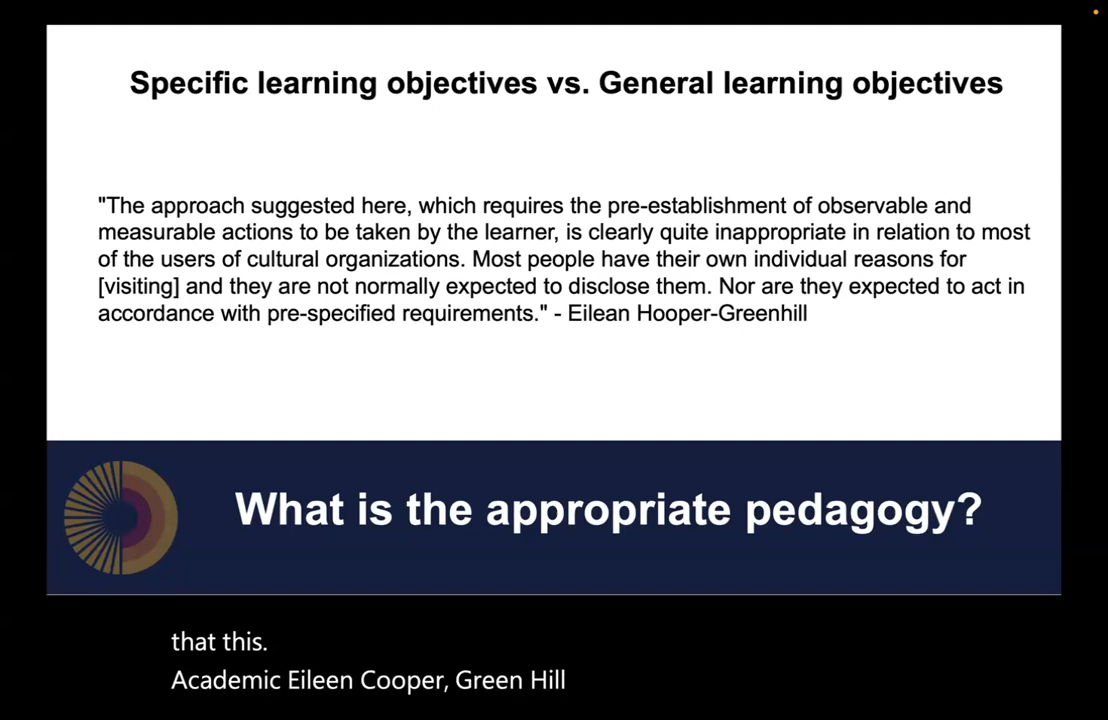 Specific learning objectives vs. General learning objectives
"The approach suggested here, which requires the pre-establishment of observable and
measurable actions to be taken by the learner, is clearly quite inappropriate in relation to most
of the users of cultural organizations. Most people have their own individual reasons for
[visiting] and they are not normally expected to disclose them. Nor are they expected to act in
accordance with pre-specified requirements." - Eilean Hooper-Greenhill
What is the appropriate pedagogy?
that this.
Academic Eileen Cooper, Green Hill